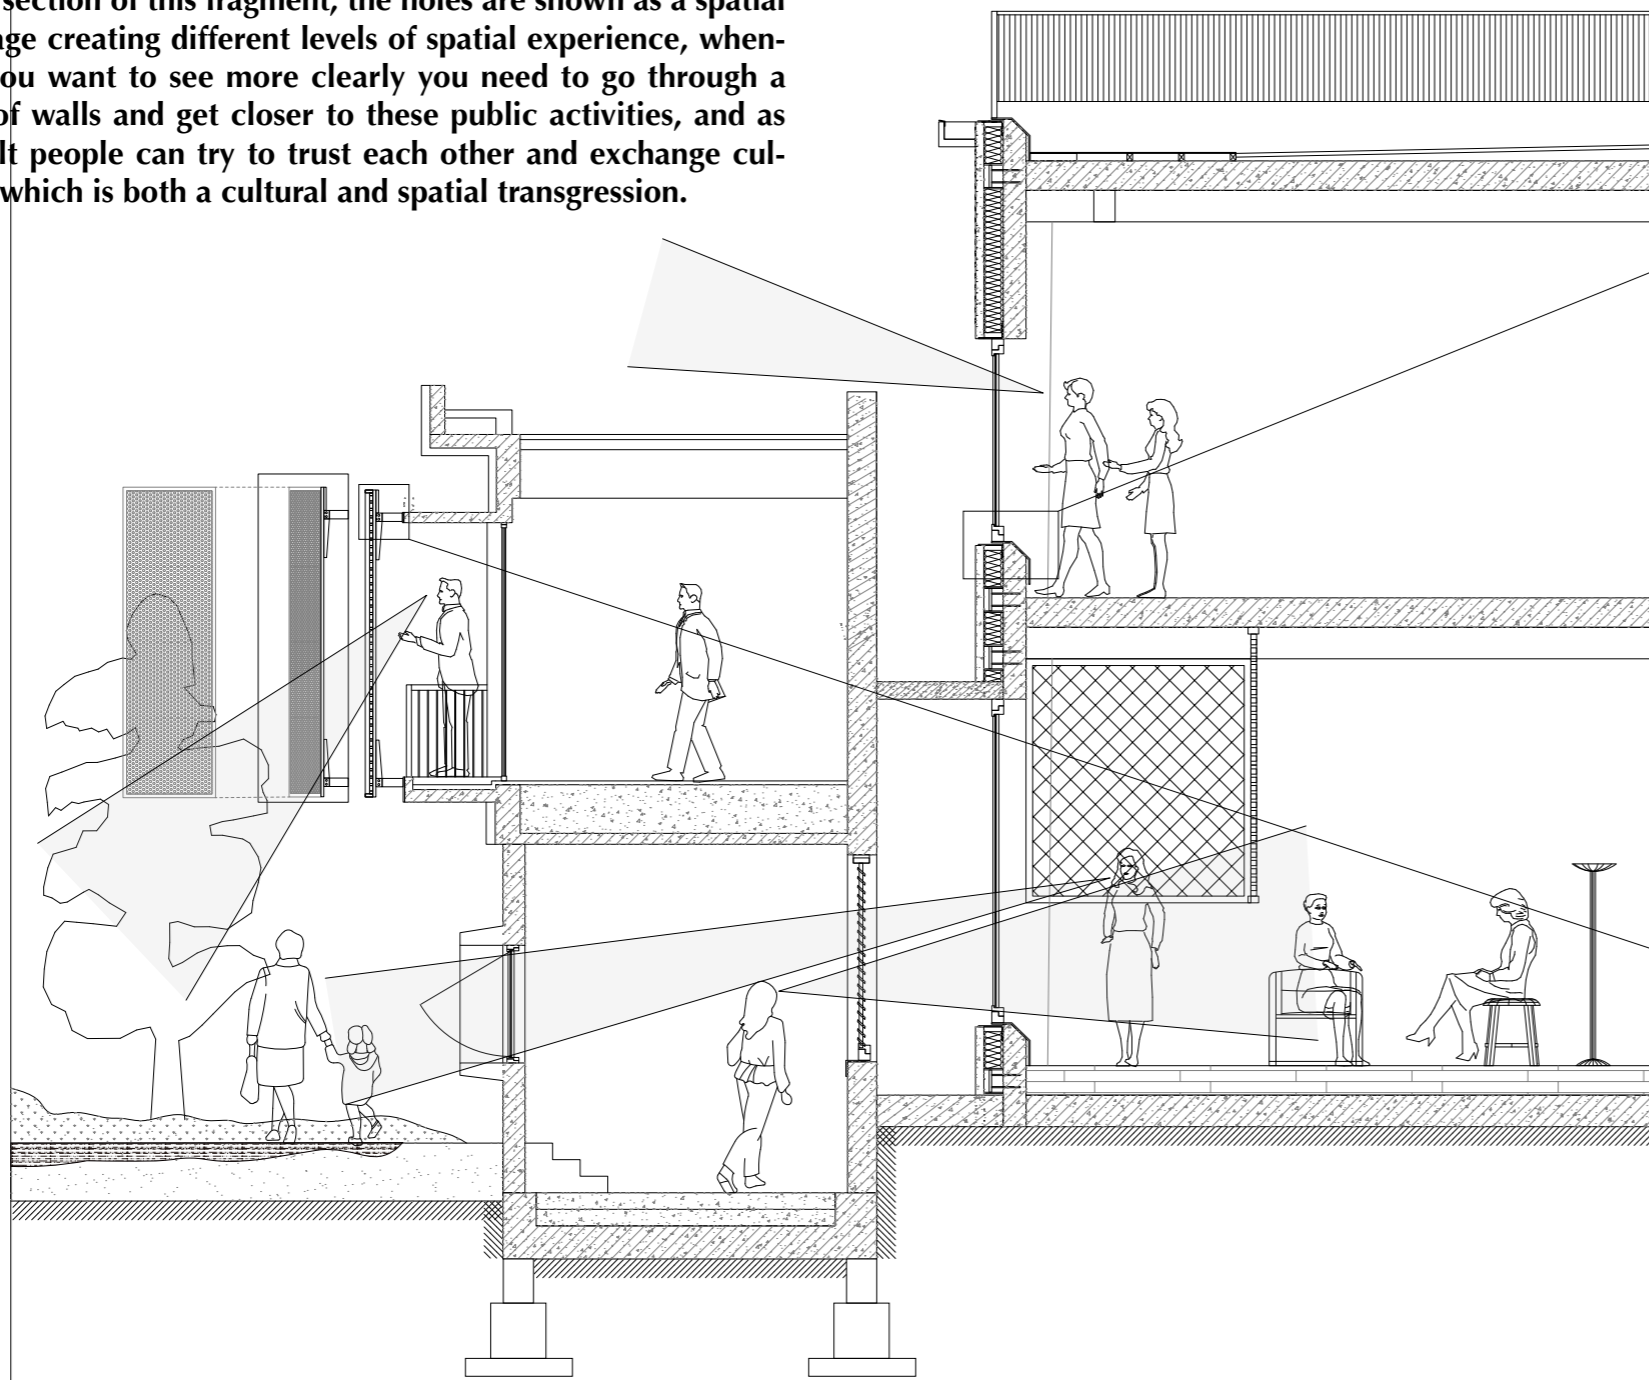 section of this fragment, the holes are shown as a spatial
age creating different levels of spatial experience, when-
ou want to see more clearly you need to go through a
of walls and get closer to these public activities, and as
lt people can try to trust each other and exchange cul-
which is both a cultural and spatial transgression.